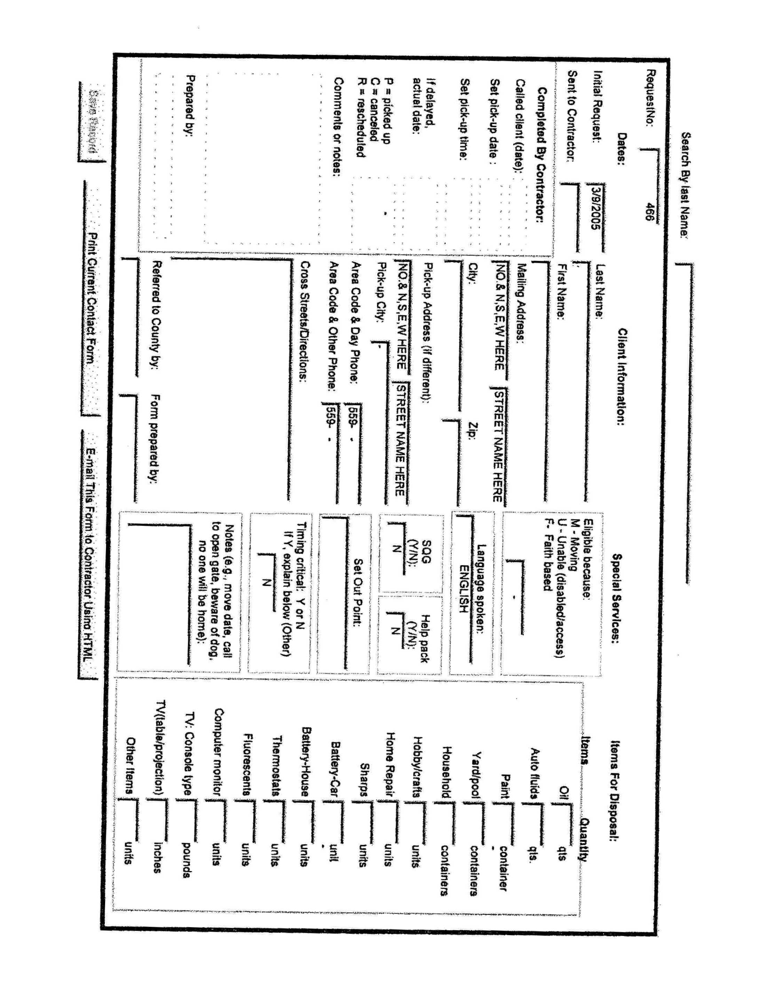 Search By last Name:
RequestNo: 466
Dates:
Initial Request: 3/9/2005
Sent to Contractor:
Completed By Contractor:
Called client (date):
Set pick-up date :
Set pick-up time:
If delayed,
actual date:
P = picked up
C = canceled
R = rescheduled
Comments or notes:
Prepared by:
Client Information:
Last Name:
First Name:
Mailing Address:
NO.& N,S,E,W HERE STREET NAME HERE
City: Zip:
Pick-up Address (if different):
NO.& N,S,E,W HERE STREET NAME HERE
Pick-up City:
Area Code & Day Phone: 559- -
Area Code & Other Phone: 559- -
Cross Streets/Directions:
Referred to County by: Form prepared by:
Special Services:
Eligible because:
M - Moving
U - Unable (disabled/access)
F- Faith based
Language spoken:
ENGLISH
SQG
(Y/N):
N
Help pack
(Y/N):
N
Set Out Point:
Timing critical: Y or N
If Y, explain below (Other)
N
Notes (e.g., move date, call
to open gate, beware of dog,
no one will be home):
Items For Disposal:
Items Quantity
Oil qts
Auto fluids qts.
Paint container
Yard/pool containers
Household containers
Hobby/crafts units
Home Repair units
Sharps units
Battery-Car unit
Battery-House units
Thermostats units
Fluorescents units
Computer monitor units
TV: Console type pounds
TV(table/projection) inches
Other Items units
Save Record Print Current Contact Form E-mail This Form to Contractor Using HTML